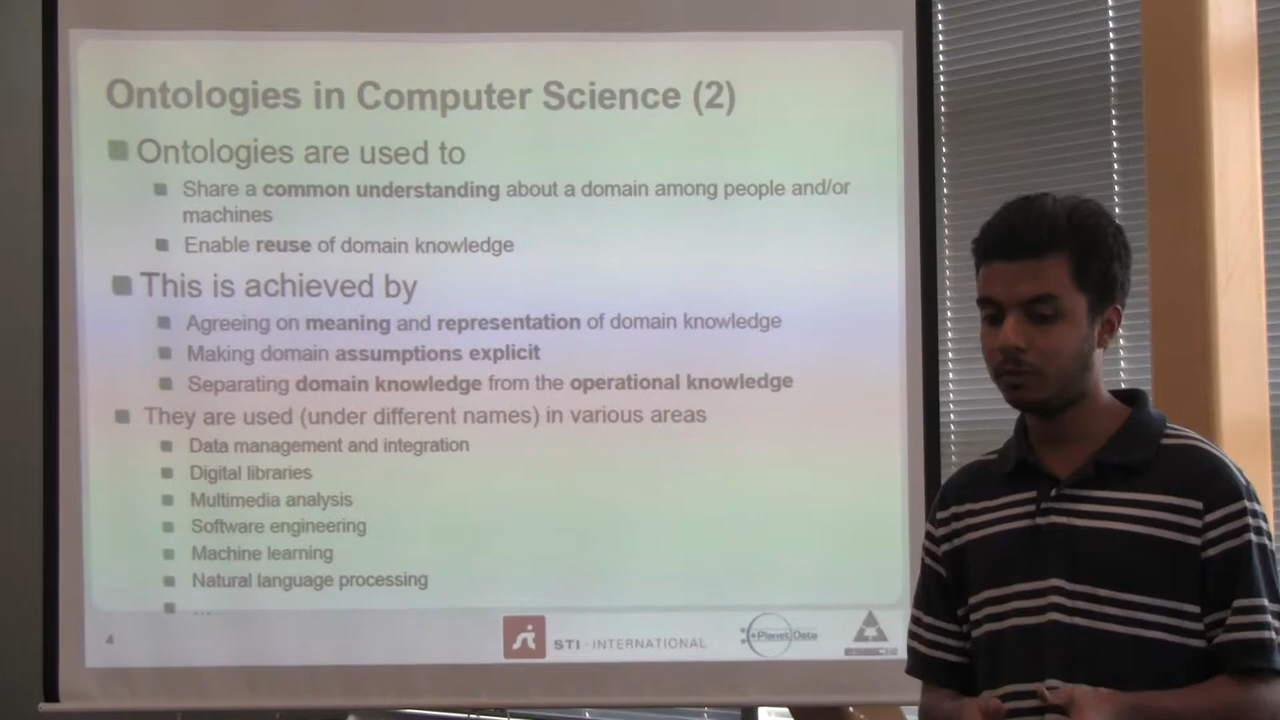 Ontologies in Computer Science (2)
Ontologies are used to
Share a common understanding about a domain among people and/or
machines
Enable reuse of domain knowledge
This is achieved by
Agreeing on meaning and representation of domain knowledge
Making domain assumptions explicit
Separating domain knowledge from the operational knowledge
They are used (under different names) in various areas
Data management and integration
Digital libraries
Multimedia analysis
Software engineering
Machine learning
Natural language processing
...
4
STI · INTERNATIONAL
PlanetData